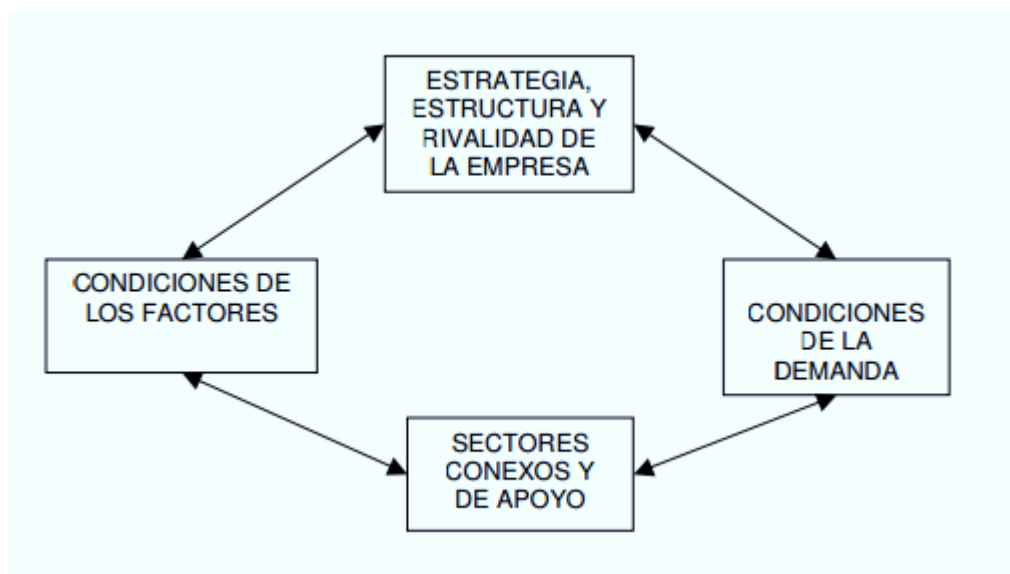 ESTRATEGIA,
ESTRUCTURA Y
RIVALIDAD DE
LA EMPRESA
CONDICIONES DE
LOS FACTORES
CONDICIONES
DE LA
DEMANDA
SECTORES
CONEXOS Y
DE APOYO